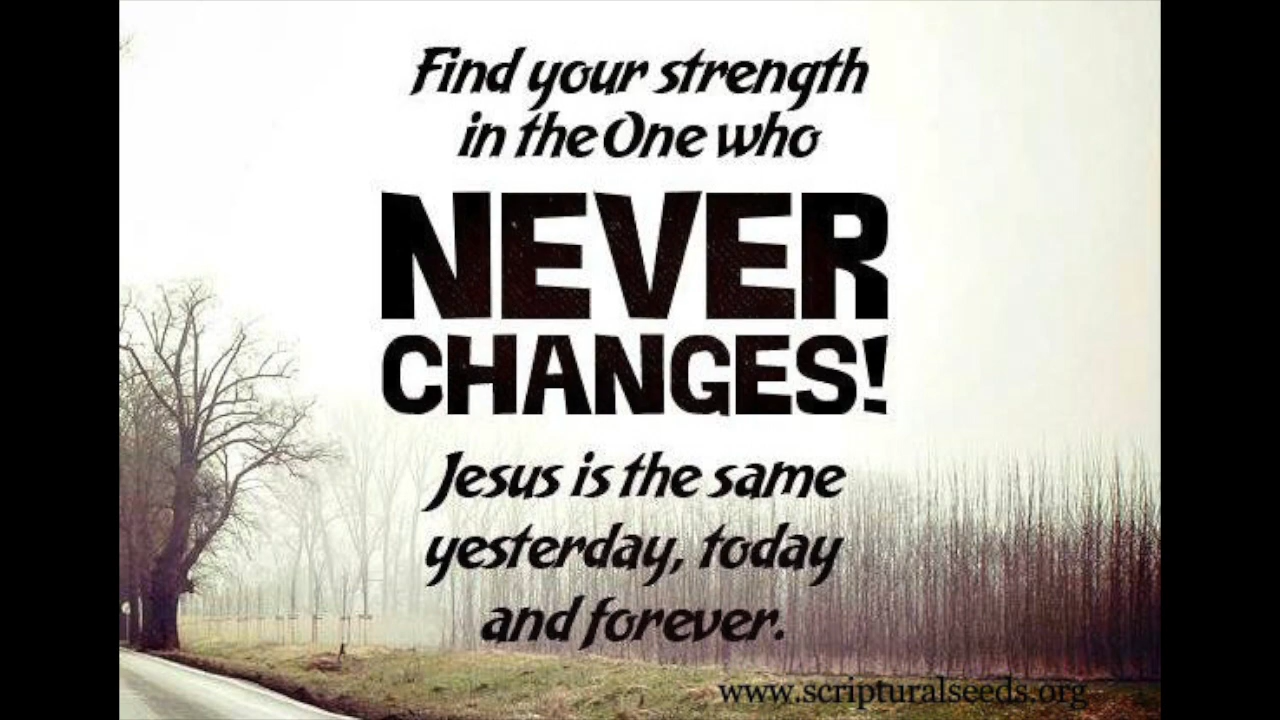 Find your strength
in the One who
NEVER
CHANGES!
Jesus is the same
yesterday, today
and forever.
www.scripturalseeds.org